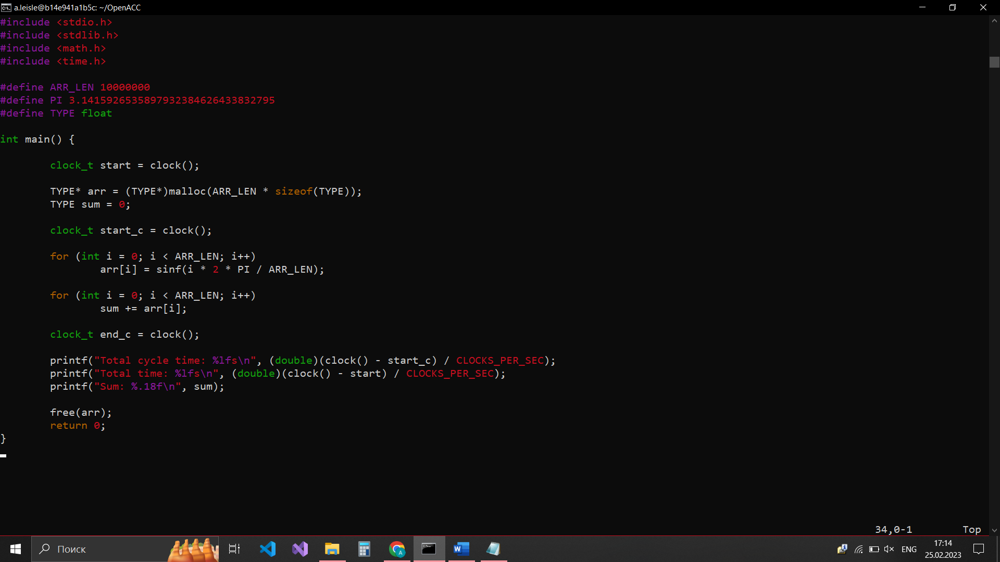 a.leisle@b14e941a1b5c: ~/OpenACC
#include <stdio.h>
#include <stdlib.h>
#include <math.h>
#include <time.h>
#define ARR_LEN 10000000
#define PI 3.14159265358979323846264338327​95
#define TYPE float
int main() {
clock_t start = clock();
TYPE* arr = (TYPE*)malloc(ARR_LEN * sizeof(TYPE));
TYPE sum = 0;
clock_t start_c = clock();
for (int i = 0; i < ARR_LEN; i++)
arr[i] = sinf(i * 2 * PI / ARR_LEN);
for (int i = 0; i < ARR_LEN; i++)
sum += arr[i];
clock_t end_c = clock();
printf("Total cycle time: %lfs\n", (double)(clock() - start_c) / CLOCKS_PER_SEC);
printf("Total time: %lfs\n", (double)(clock() - start) / CLOCKS_PER_SEC);
printf("Sum: %.18f\n", sum);
free(arr);
return 0;
}
34,0-1 Top
Поиск
ENG
17:14
25.02.2023